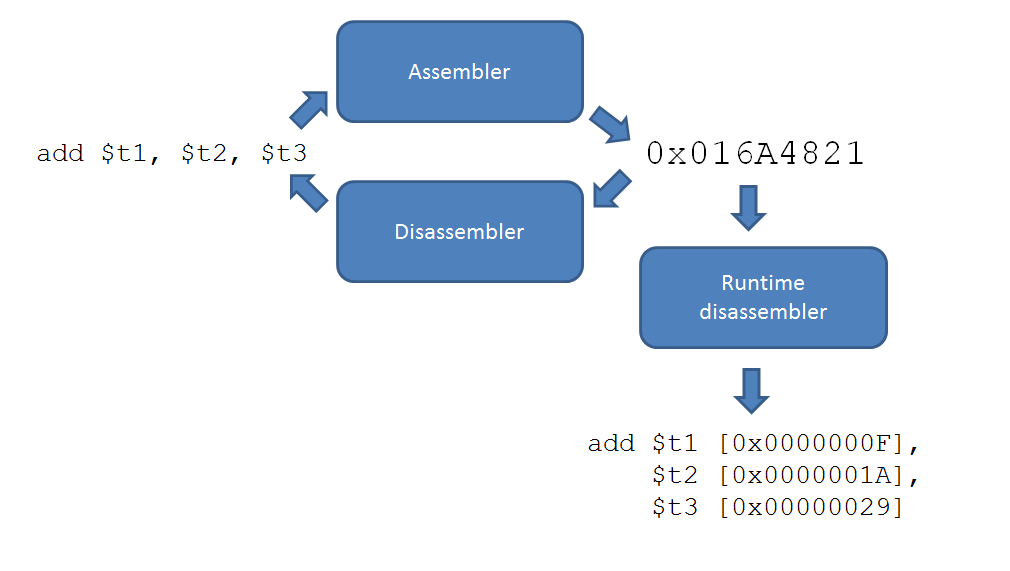 Assembler
add $t1, $t2, $t3
0x016A4821
Disassembler
Runtime
disassembler
add $t1 [0x0000000F],
$t2 [0x0000001A],
$t3 [0x00000029]